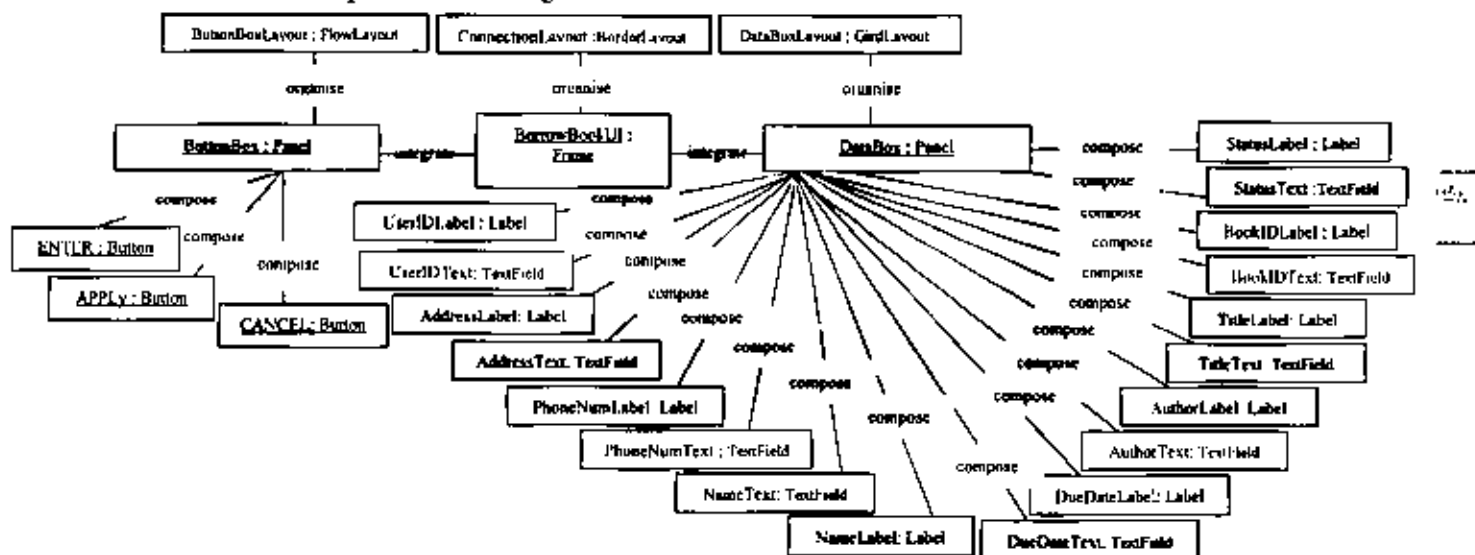 ButtonBoxLayout : FlowLayout
ConnectionLayout :BorderLayout
DataBoxLayout : GirdLayout
organise
organise
organise
ButtonBox : Panel
integrate
BorrowBookUI :
Frame
integrate
DataBox : Panel
compose
StatusLabel : Label
compose
StatusText :TextField
compose
BookIDLabel : Label
compose
BookIDText: TextField
compose
TitleLabel: Label
compose
TitleText: TextField
compose
AuthorLabel: Label
compose
AuthorText: TextField
compose
DueDateLabel: Label
compose
DueDateText: TextField
compose
NameLabel: Label
compose
NameText: TextField
compose
PhoneNumText : TextField
compose
PhoneNumLabel: Label
compose
AddressText: TextField
compose
AddressLabel: Label
compose
UserIDText: TextField
compose
UserIDLabel : Label
compose
ENTER : Button
compose
APPLy : Button
compose
CANCEL : Button